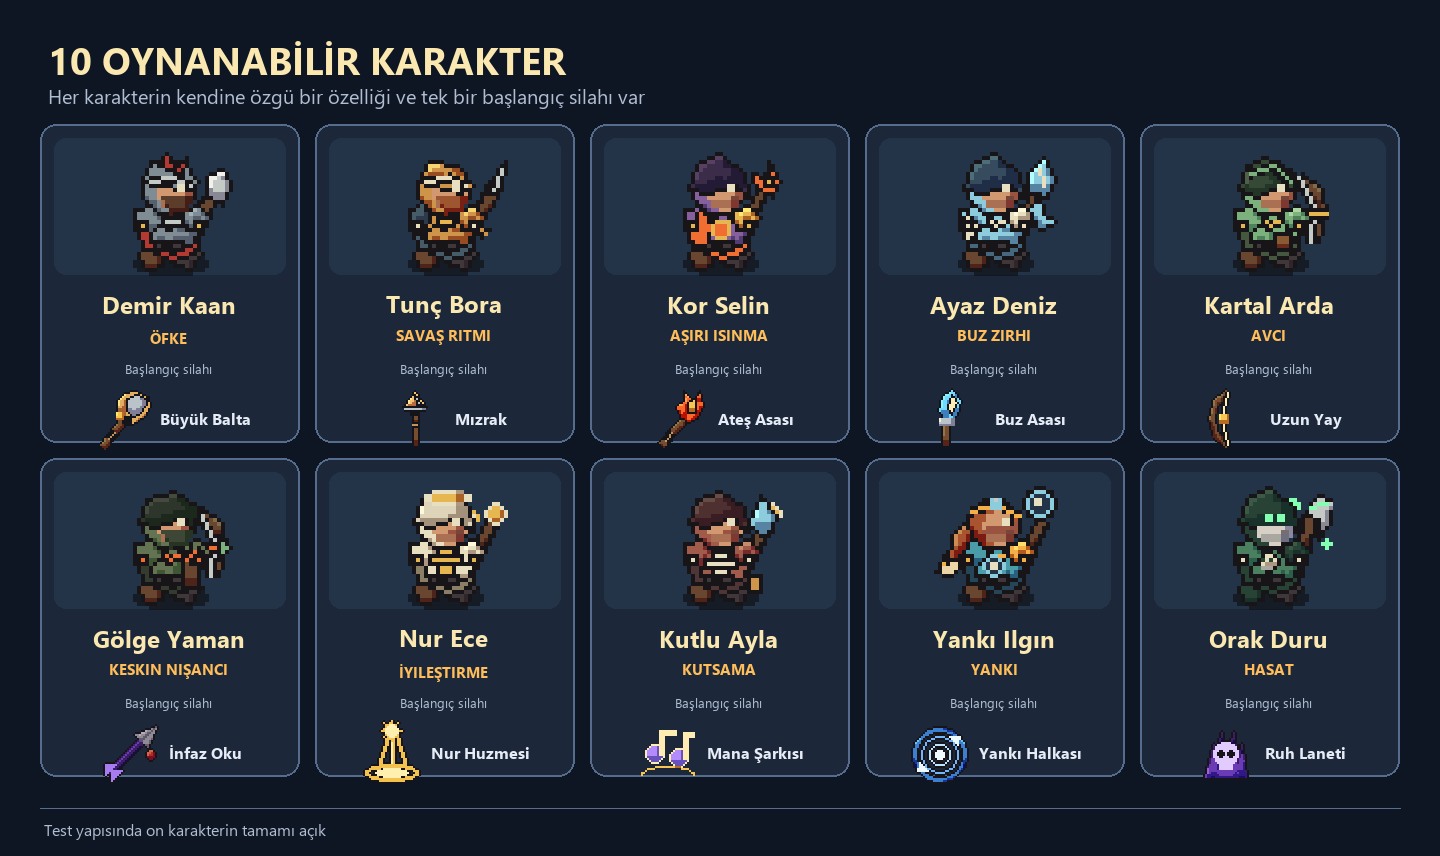 10 OYNANABİLİR KARAKTER
Her karakterin kendine özgü bir özelliği ve tek bir başlangıç silahı var
Demir Kaan
ÖFKE
Başlangıç silahı
Büyük Balta
Tunç Bora
SAVAŞ RITMI
Başlangıç silahı
Mızrak
Kor Selin
AŞIRI ISINMA
Başlangıç silahı
Ateş Asası
Ayaz Deniz
BUZ ZIRHI
Başlangıç silahı
Buz Asası
Kartal Arda
AVCI
Başlangıç silahı
Uzun Yay
Gölge Yaman
KESKIN NIŞANCI
Başlangıç silahı
İnfaz Oku
Nur Ece
İYILEŞTIRME
Başlangıç silahı
Nur Huzmesi
Kutlu Ayla
KUTSAMA
Başlangıç silahı
Mana Şarkısı
Yankı Ilgın
YANKI
Başlangıç silahı
Yankı Halkası
Orak Duru
HASAT
Başlangıç silahı
Ruh Laneti
Test yapısında on karakterin tamamı açık